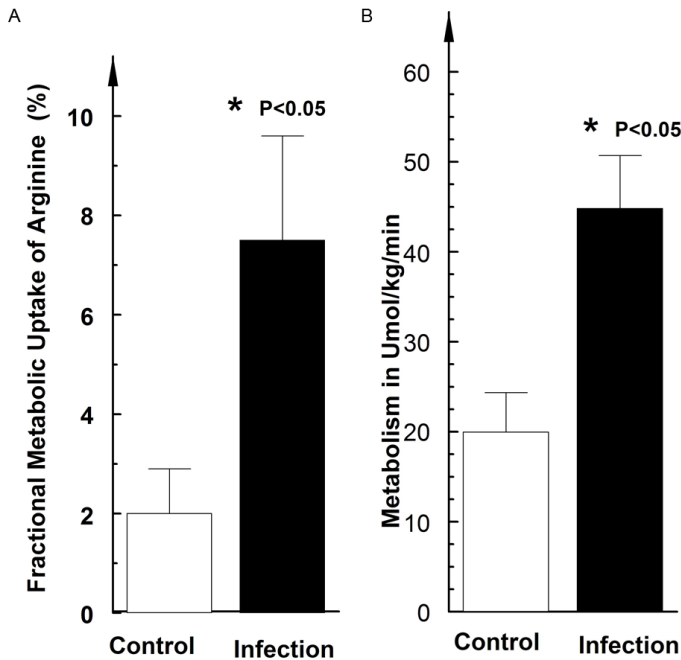 A
Fractional Metabolic Uptake of Arginine (%)
10
8
6
4
2
0
* P<0.05
Control
Infection
B
Metabolism in Umol/kg/min
60
50
40
30
20
10
0
* P<0.05
Control
Infection